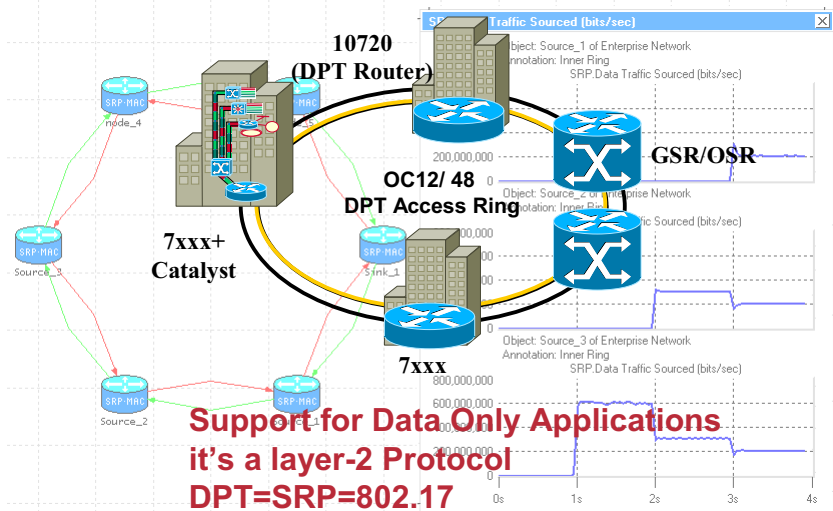 Traffic Sourced (bits/sec)
10720
(DPT Router)
Object: Source_1 of Enterprise Network
Annotation: Inner Ring
SRP.Data Traffic Sourced (bits/sec)
SRP-MAC
node_4
GSR/OSR
200,000,000
0
OC12/ 48
DPT Access Ring
Object: Source_2 of Enterprise Network
Annotation: Inner Ring
Traffic Sourced (bits/sec)
7xxx+
Catalyst
SRP-MAC
Source_3
SRP-MAC
Sink_1
0
7xxx
Object: Source_3 of Enterprise Network
Annotation: Inner Ring
SRP.Data Traffic Sourced (bits/sec)
800,000,000
SRP-MAC
Source_2
SRP-MAC
Source_1
Support for Data Only Applications
it's a layer-2 Protocol
DPT=SRP=802.17
0
0s 1s 2s 3s 4s